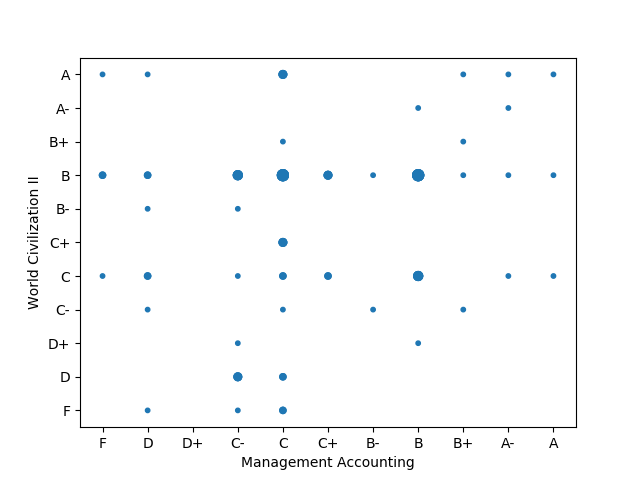 World Civilization II
A
A-
B+
B
B-
C+
C
C-
D+
D
F
F D D+ C- C C+ B- B B+ A- A
Management Accounting